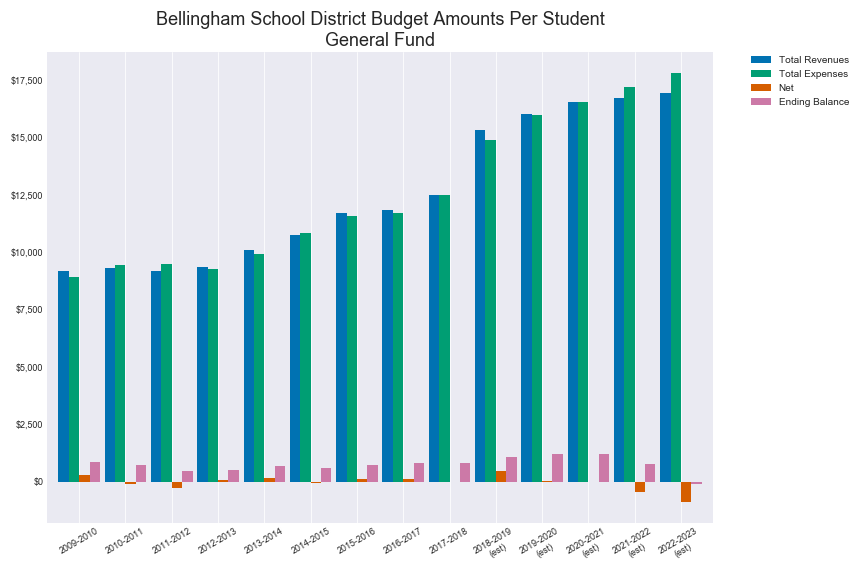 Bellingham School District Budget Amounts Per Student
General Fund
Total Revenues
Total Expenses
Net
Ending Balance
$17,500
$15,000
$12,500
$10,000
$7,500
$5,000
$2,500
$0
2009-2010
2010-2011
2011-2012
2012-2013
2013-2014
2014-2015
2015-2016
2016-2017
2017-2018
2018-2019
(est)
2019-2020
(est)
2020-2021
(est)
2021-2022
(est)
2022-2023
(est)